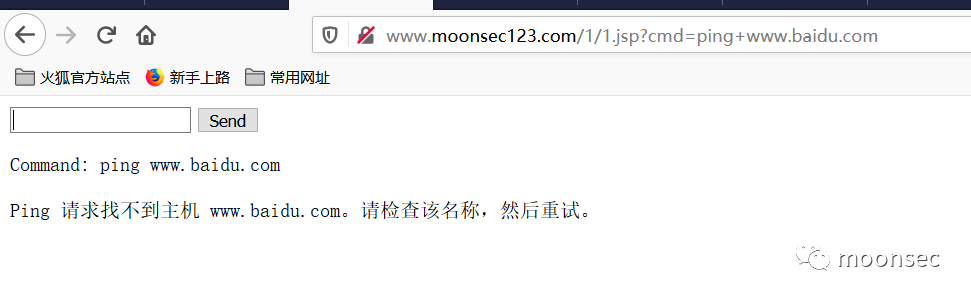 www.moonsec123.com/1/1.jsp?cmd=ping+www.baidu.com
火狐官方站点 新手上路 常用网址
Send
Command: ping www.baidu.com
Ping 请求找不到主机 www.baidu.com。请检查该名称，然后重试。
moonsec